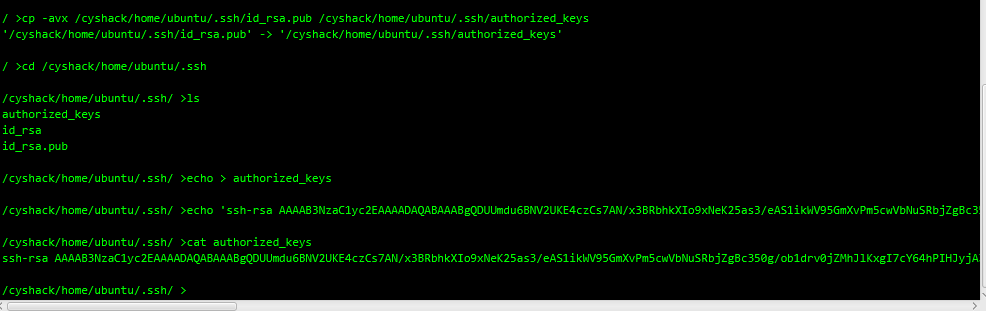 / >cp -avx /cyshack/home/ubuntu/.ssh/id_rsa.pub /cyshack/home/ubuntu/.ssh/authorized_keys
'/cyshack/home/ubuntu/.ssh/id_rsa.pub' -> '/cyshack/home/ubuntu/.ssh/authorized_keys'
/ >cd /cyshack/home/ubuntu/.ssh
/cyshack/home/ubuntu/.ssh/ >ls
authorized_keys
id_rsa
id_rsa.pub
/cyshack/home/ubuntu/.ssh/ >echo > authorized_keys
/cyshack/home/ubuntu/.ssh/ >echo 'ssh-rsa AAAAB3NzaC1yc2EAAAADAQABAAABgQDUUmdu6BNV2UKE4czCs7AN/x3BRbhkXIo9xNeK25as3/eAS1ikWV95GmXvPm5cwVbNuSRbjZgBc35
/cyshack/home/ubuntu/.ssh/ >cat authorized_keys
ssh-rsa AAAAB3NzaC1yc2EAAAADAQABAAABgQDUUmdu6BNV2UKE4czCs7AN/x3BRbhkXIo9xNeK25as3/eAS1ikWV95GmXvPm5cwVbNuSRbjZgBc350g/ob1drv0jZMhJlKxgI7cY64hPIHJyjA
/cyshack/home/ubuntu/.ssh/ >